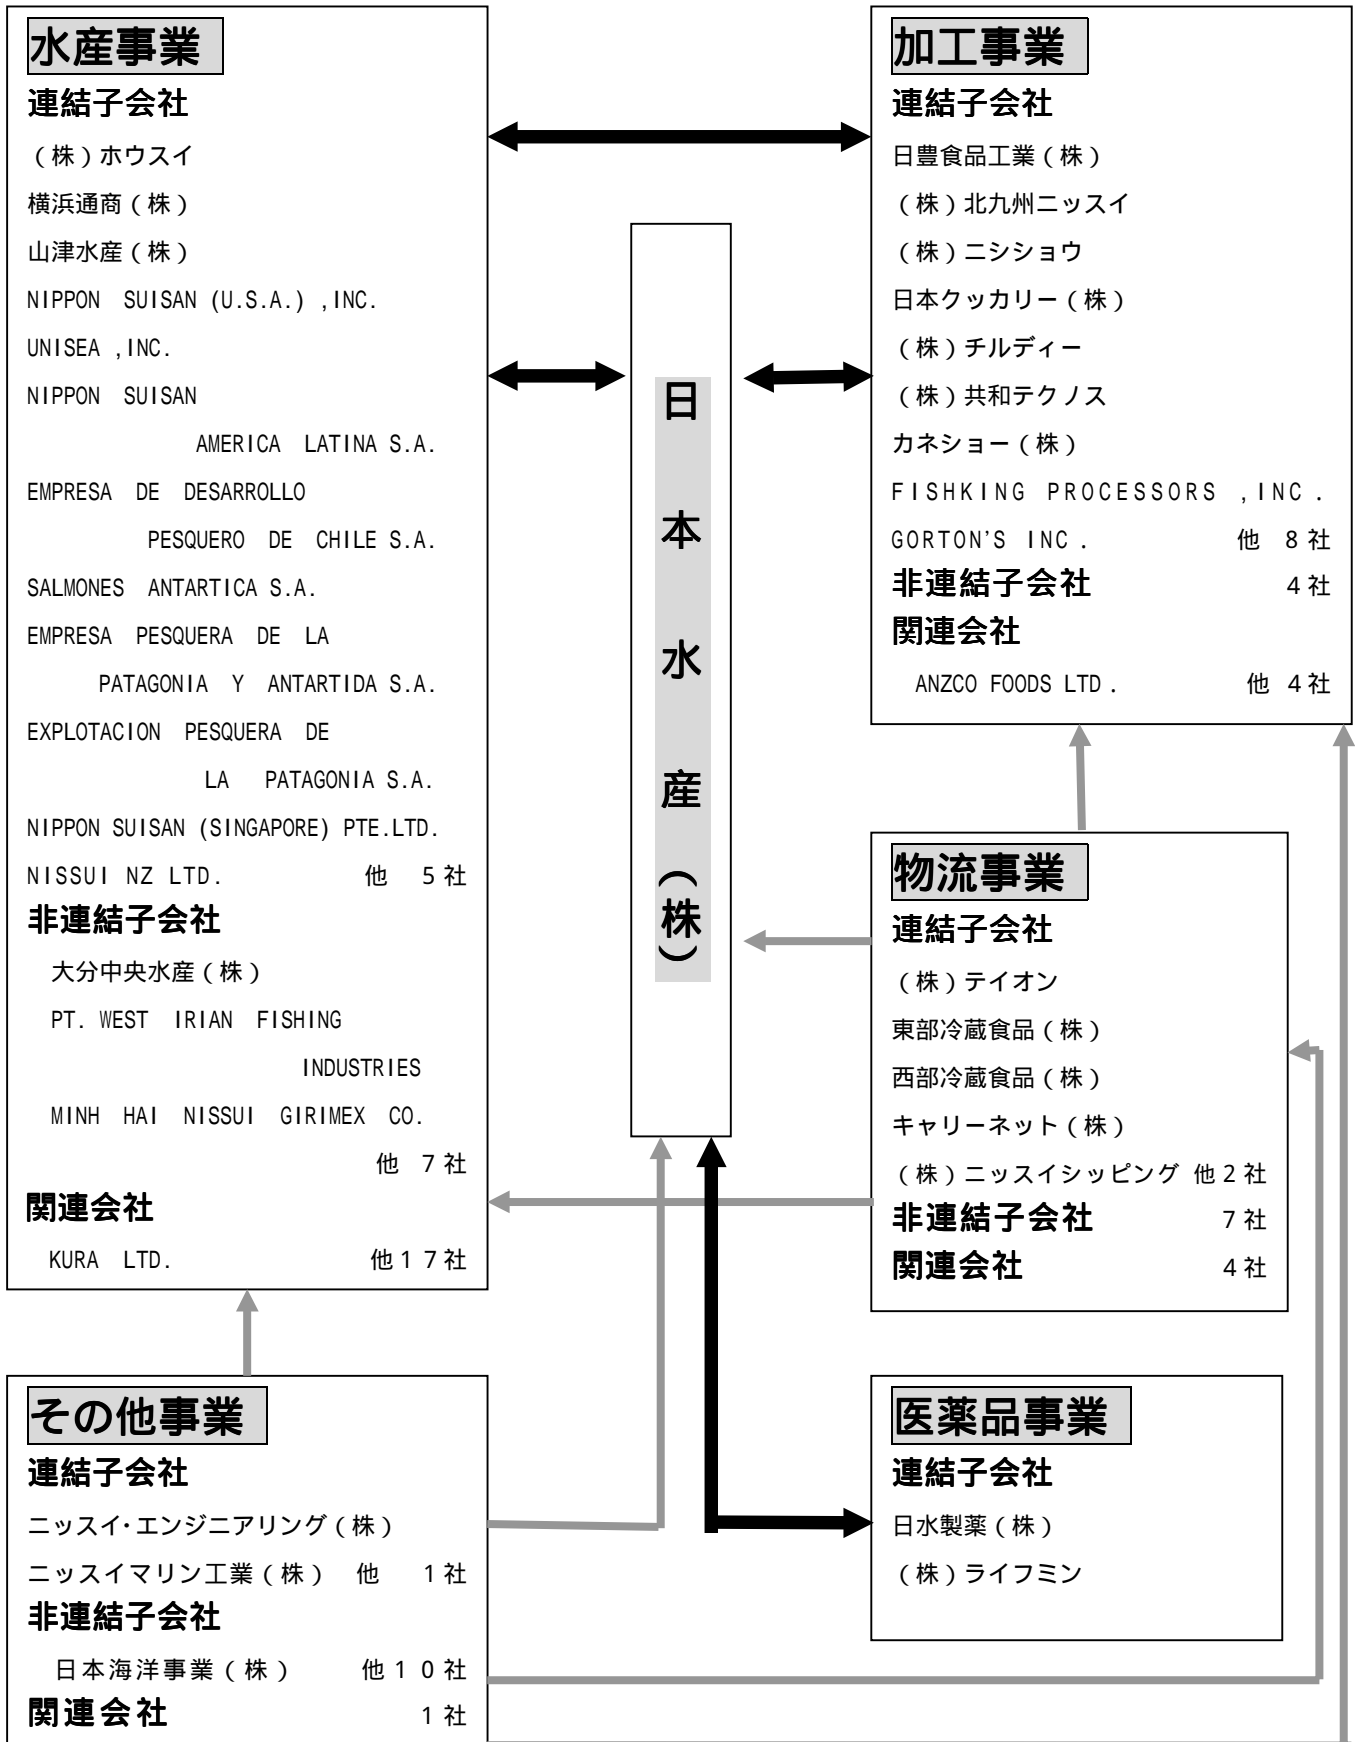 水産事業
連結子会社
(株)ホウスイ
横浜通商(株)
山津水産(株)
NIPPON SUISAN (U.S.A.) ,INC.
UNISEA ,INC.
NIPPON SUISAN
AMERICA LATINA S.A.
EMPRESA DE DESARROLLO
PESQUERO DE CHILE S.A.
SALMONES ANTARTICA S.A.
EMPRESA PESQUERA DE LA
PATAGONIA Y ANTARTIDA S.A.
EXPLOTACION PESQUERA DE
LA PATAGONIA S.A.
NIPPON SUISAN (SINGAPORE) PTE.LTD.
NISSUI NZ LTD. 他 5社
非連結子会社
大分中央水産(株)
PT. WEST IRIAN FISHING
INDUSTRIES
MINH HAI NISSUI GIRIMEX CO.
他 7社
関連会社
KURA LTD. 他17社
日本水産(株)
加工事業
連結子会社
日豊食品工業(株)
(株)北九州ニッスイ
(株)ニシショウ
日本クッカリー(株)
(株)チルディー
(株)共和テクノス
カネショー(株)
FISHKING PROCESSORS ,INC.
GORTON'S INC. 他 8社
非連結子会社 4社
関連会社
ANZCO FOODS LTD. 他 4社
物流事業
連結子会社
(株)テイオン
東部冷蔵食品(株)
西部冷蔵食品(株)
キャリーネット(株)
(株)ニッスイシッピング 他2社
非連結子会社 7社
関連会社 4社
その他事業
連結子会社
ニッスイ・エンジニアリング(株)
ニッスイマリン工業(株) 他 1社
非連結子会社
日本海洋事業(株) 他10社
関連会社 1社
医薬品事業
連結子会社
日水製薬(株)
(株)ライフミン